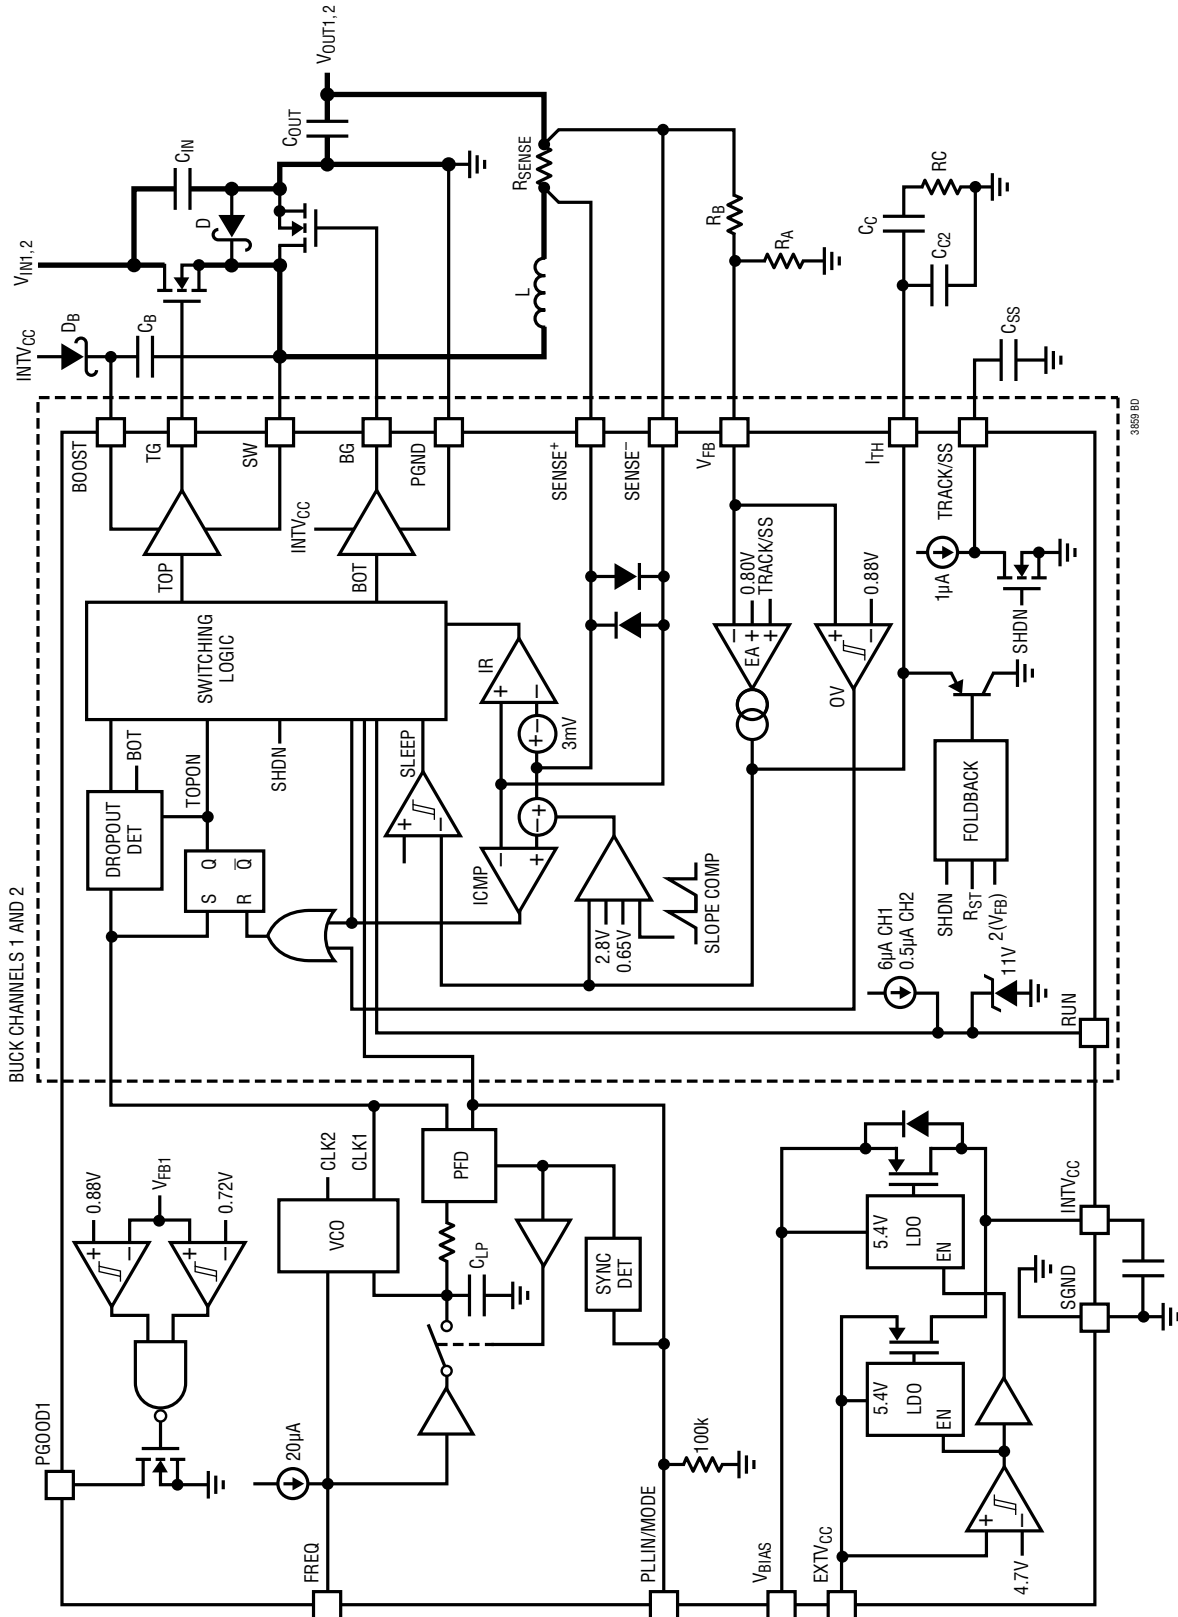 BUCK CHANNELS 1 AND 2
PGOOD1
0.88V
VFB1
0.72V
+
–
+
–
FREQ
20µA
VCO
CLK2
CLK1
PFD
CLP
SYNC
DET
PLLIN/MODE
100k
VBIAS
EXTVCC
4.7V
+
–
5.4V
LDO
EN
5.4V
LDO
EN
SGND
INTVCC
RUN
DROPOUT
DET
BOT
TOPON
S Q
R Q̅
SHDN
SWITCHING
LOGIC
TOP
BOT
INTVCC
SLEEP
+
–
IR
+
–
3mV
+ –
– +
ICMP
–
+
2.8V
0.65V
SLOPE COMP
BOOST
TG
SW
BG
PGND
SENSE+
SENSE–
VFB
ITH
TRACK/SS
EA
–
+
+
0.80V
TRACK/SS
OV
+
–
0.88V
1µA
SHDN
FOLDBACK
SHDN
RST
2(VFB)
6µA CH1
0.5µA CH2
11V
INTVCC
DB
CB
VIN1,2
CIN
D
COUT
VOUT1,2
RSENSE
L
RB
RA
CC
RC
CC2
CSS
3859 BD